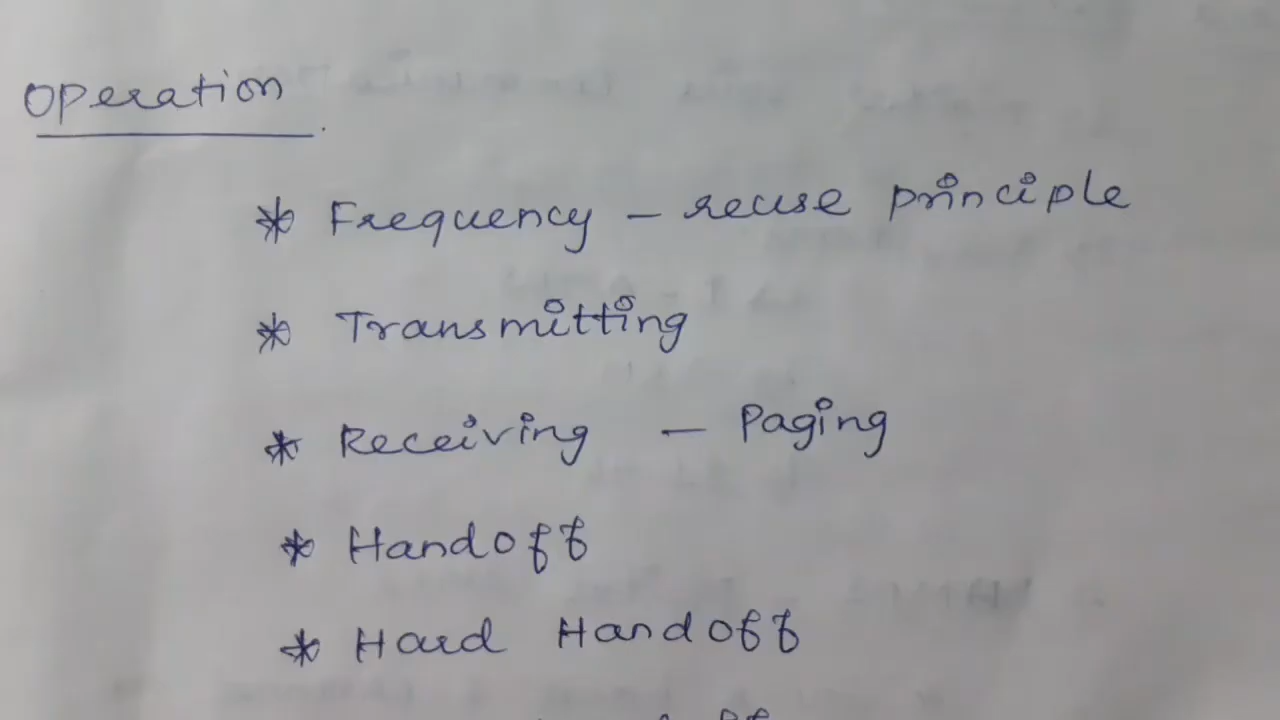 Operation
* Frequency - reuse principle
* Transmitting
* Receiving - Paging
* Handoff
* Hard Handoff